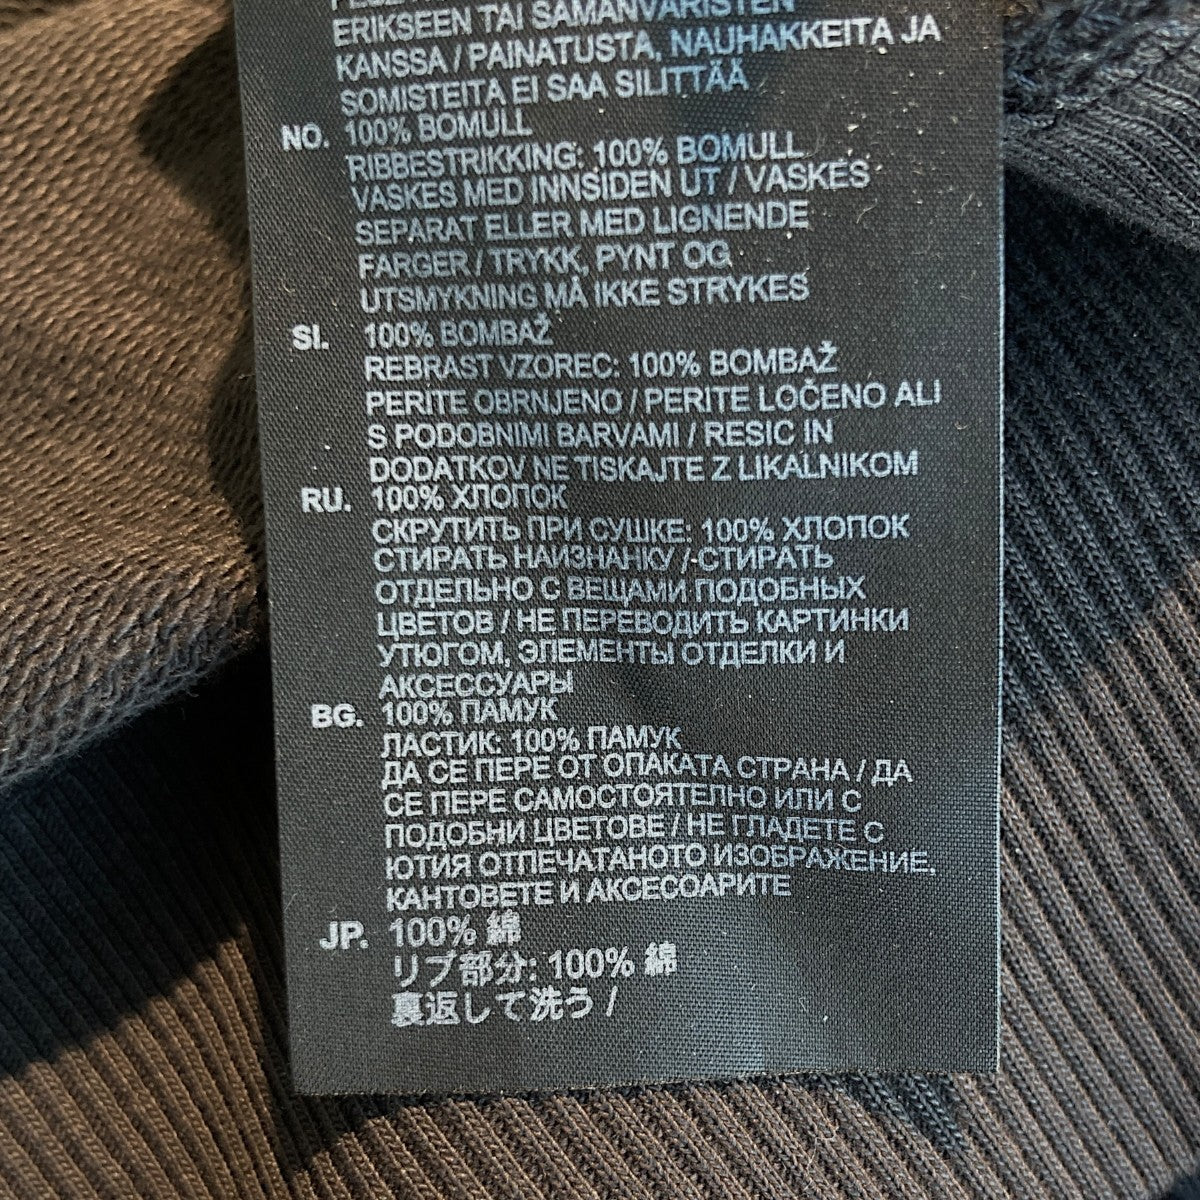 ERIKSEEN TAI SAMANVÄRISTEN
KANSSA / PAINATUSTA, NAUHAKKEITA JA
SOMISTEITA EI SAA SILITTÄÄ
NO. 100% BOMULL
RIBBESTRIKKING: 100% BOMULL
VASKES MED INNSIDEN UT / VASKES
SEPARAT ELLER MED LIGNENDE
FARGER / TRYKK, PYNT OG
UTSMYKNING MÅ IKKE STRYKES
SI. 100% BOMBAŽ
REBRAST VZOREC: 100% BOMBAŽ
PERITE OBRNJENO / PERITE LOČENO ALI
S PODOBNIMI BARVAMI / RESIC IN
DODATKOV NE TISKAJTE Z LIKALNIKOM
RU. 100% ХЛОПОК
СКРУТИТЬ ПРИ СУШКЕ: 100% ХЛОПОК
СТИРАТЬ НАИЗНАНКУ / СТИРАТЬ
ОТДЕЛЬНО С ВЕЩАМИ ПОДОБНЫХ
ЦВЕТОВ / НЕ ПЕРЕВОДИТЬ КАРТИНКИ
УТЮГОМ, ЭЛЕМЕНТЫ ОТДЕЛКИ И
АКСЕССУАРЫ
BG. 100% ПАМУК
ЛАСТИК: 100% ПАМУК
ДА СЕ ПЕРЕ ОТ ОПАКАТА СТРАНА / ДА
СЕ ПЕРЕ САМОСТОЯТЕЛНО ИЛИ С
ПОДОБНИ ЦВЕТОВЕ / НЕ ГЛАДЕТЕ С
ЮТИЯ ОТПЕЧАТАНОТО ИЗОБРАЖЕНИЕ,
КАНТОВЕТЕ И АКСЕСОАРИТЕ
JP. 100% 綿
リブ部分: 100% 綿
裏返して洗う /